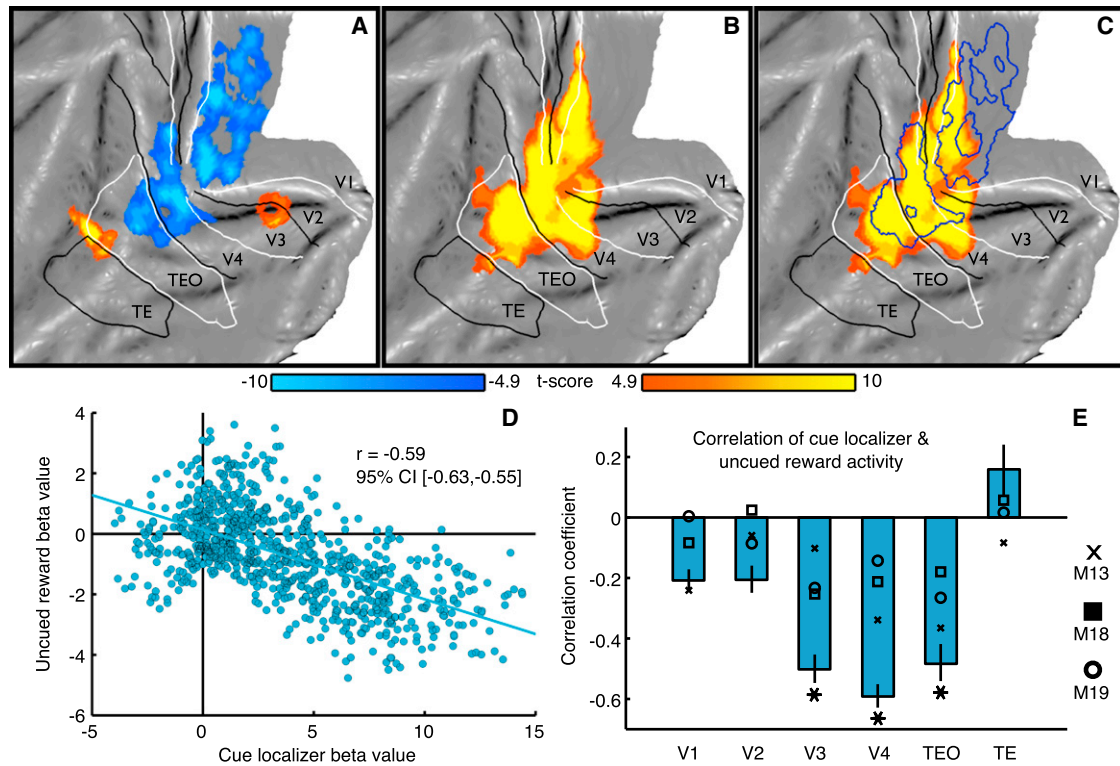 A
V1
V2
V3
V4
TEO
TE
B
V1
V2
V3
V4
TEO
TE
C
V1
V2
V3
V4
TEO
TE
-10 -4.9 t-score 4.9 10
D
4
2
0
-2
-4
-6
-5 0 5 10 15
Uncued reward beta value
Cue localizer beta value
r = -0.59
95% CI [-0.63,-0.55]
E
Correlation of cue localizer &
uncued reward activity
Correlation coefficient
0.2
0
-0.2
-0.4
-0.6
V1 V2 V3 V4 TEO TE
M13
M18
M19